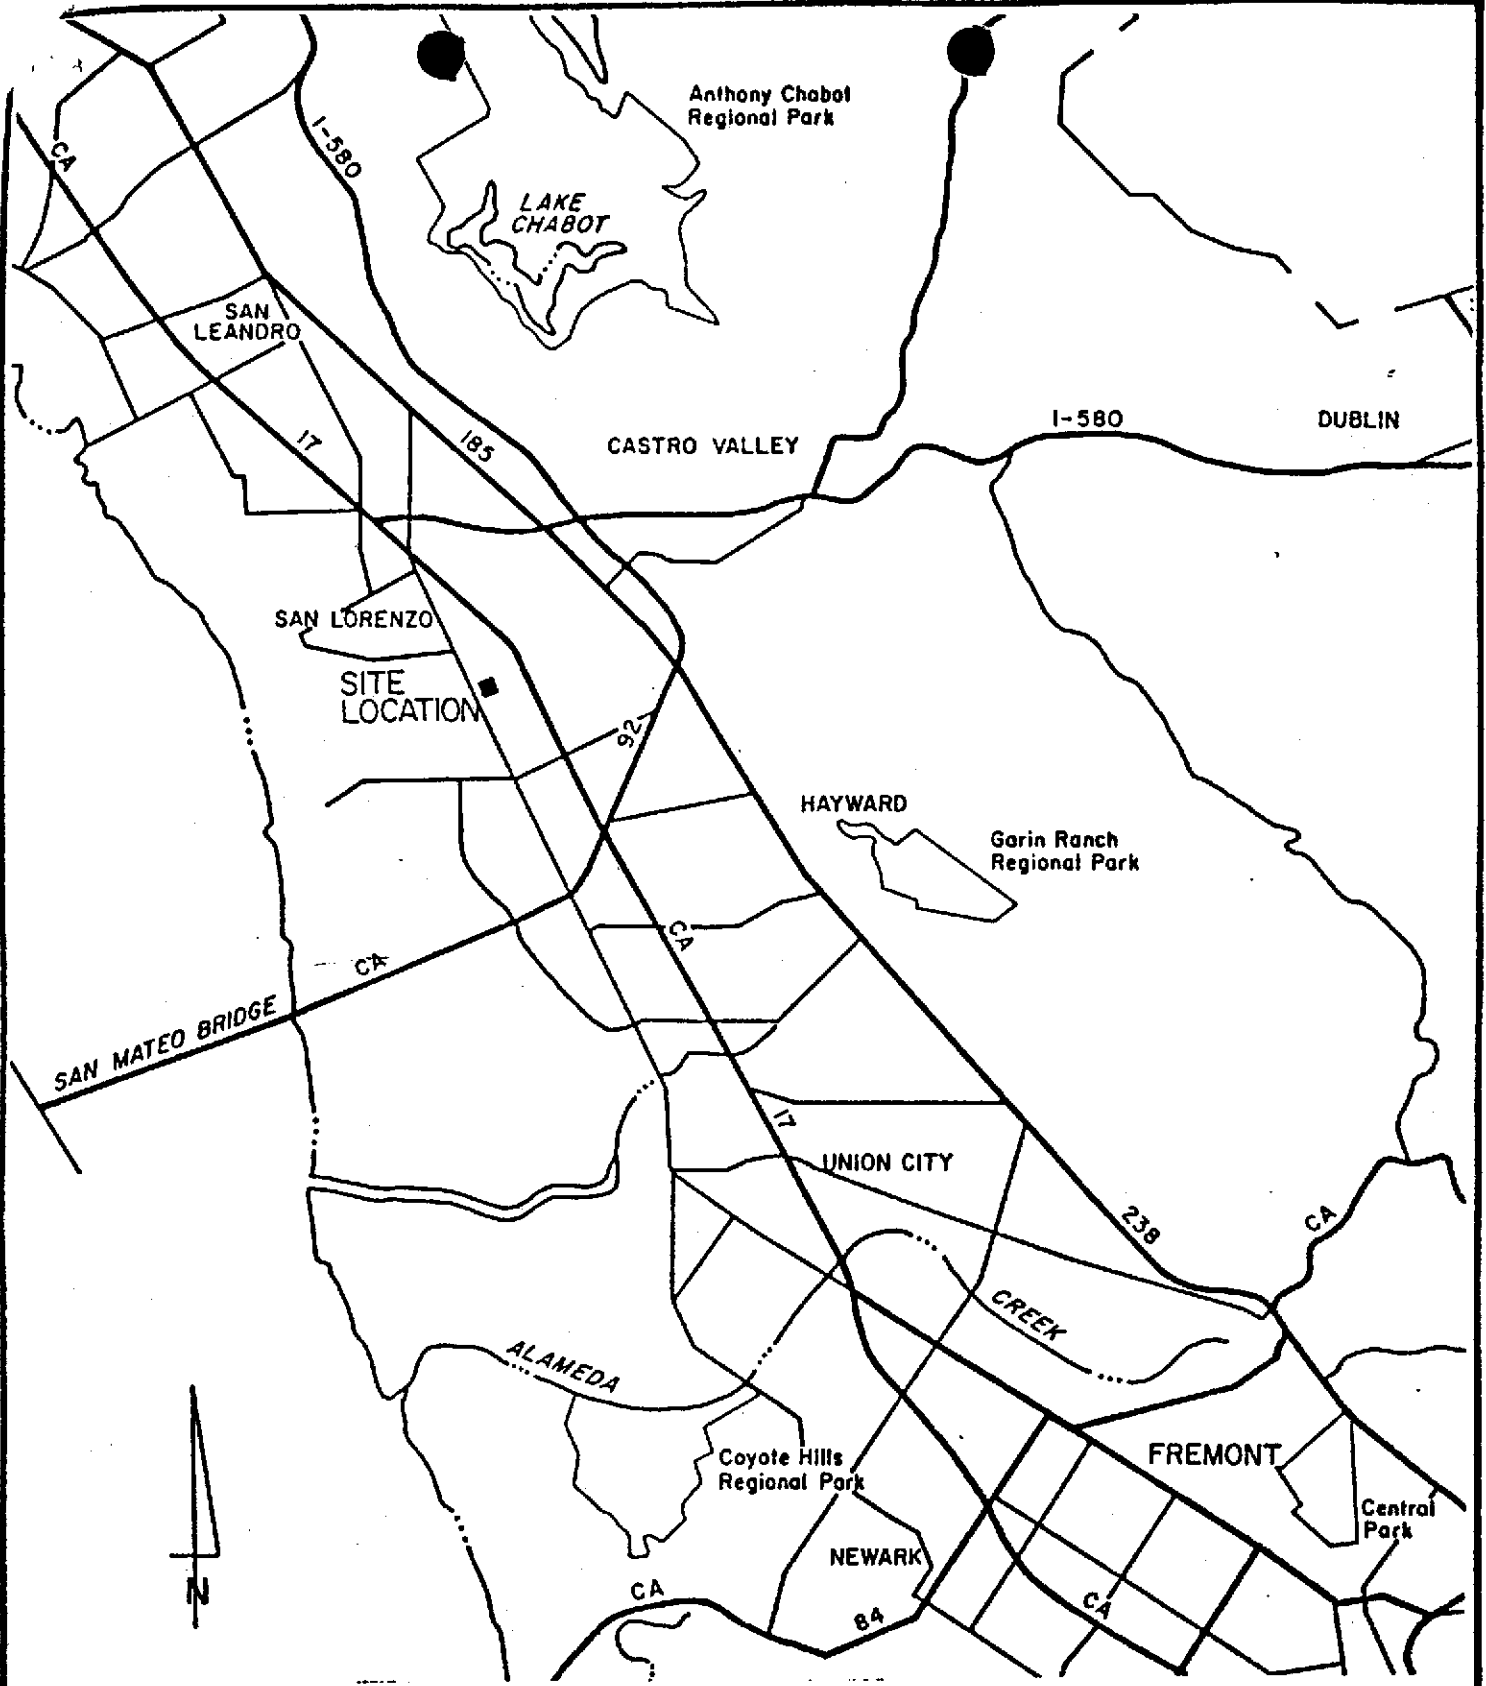 Anthony Chabot
Regional Park
CA
I-580
LAKE
CHABOT
SAN
LEANDRO
17
185
CASTRO VALLEY
I-580
DUBLIN
SAN LORENZO
SITE
LOCATION
92
HAYWARD
Garin Ranch
Regional Park
CA
CA
SAN MATEO BRIDGE
17
UNION CITY
238
CA
CREEK
ALAMEDA
Coyote Hills
Regional Park
FREMONT
Central
Park
NEWARK
CA
84
CA
N